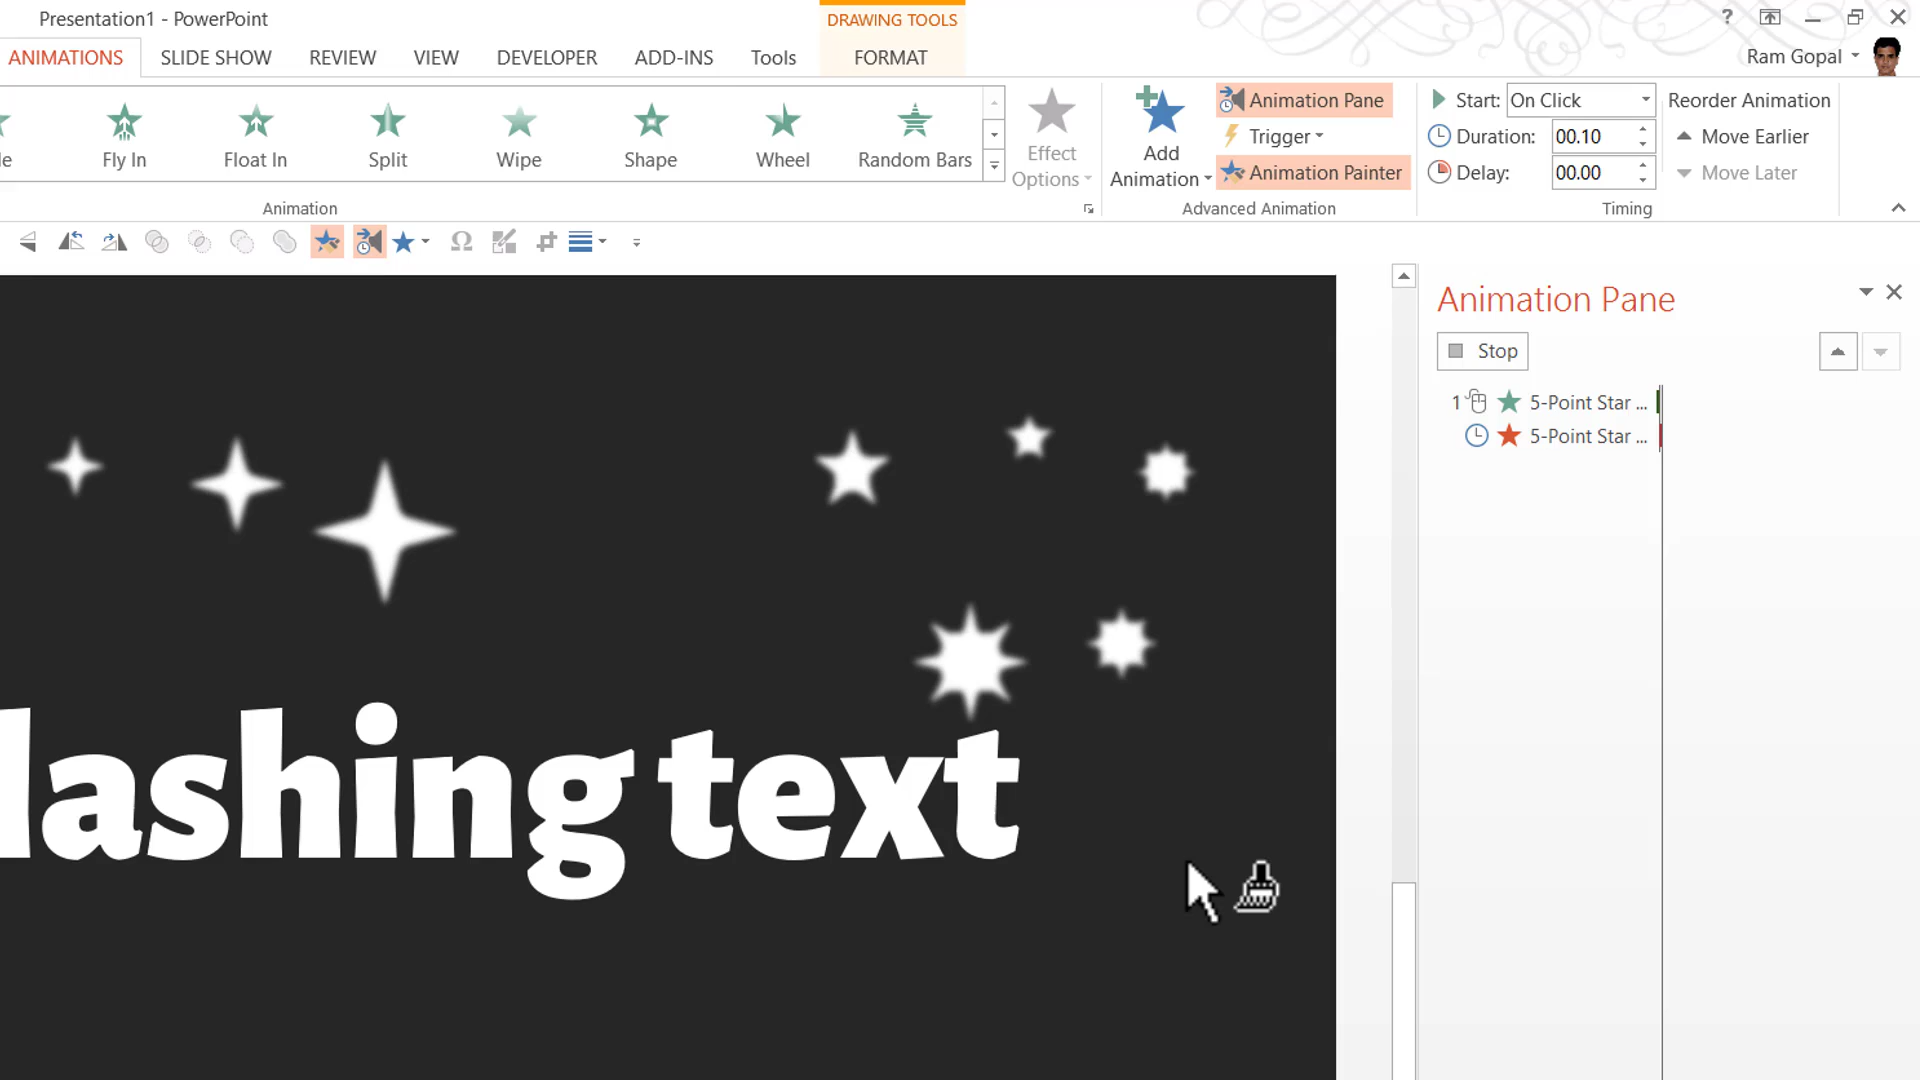 Presentation1 - PowerPoint
DRAWING TOOLS
?
ANIMATIONS
SLIDE SHOW
REVIEW
VIEW
DEVELOPER
ADD-INS
Tools
FORMAT
Ram Gopal
le
Fly In
Float In
Split
Wipe
Shape
Wheel
Random Bars
Effect
Options
Add
Animation
Animation Pane
Trigger
Animation Painter
Start: On Click
Duration: 00.10
Delay: 00.00
Reorder Animation
Move Earlier
Move Later
Animation
Advanced Animation
Timing
Ω
Animation Pane
Stop
1 5-Point Star ...
5-Point Star ...
lashing text